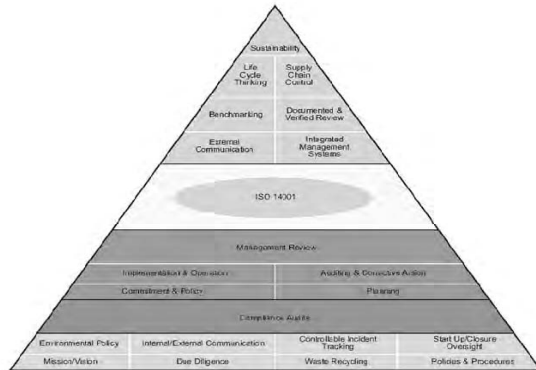 Sustainability
Life
Cycle
Thinking
Supply
Chain
Control
Benchmarking
Documented &
Verified Review
External
Communication
Integrated
Management
Systems
ISO 14001
Management Review
Implementation & Operation
Auditing & Corrective Action
Commitment & Policy
Planning
Compliance Audits
Environmental Policy
Internal/External Communication
Controllable Incident
Tracking
Start Up/Closure
Oversight
Mission/Vision
Due Diligence
Waste Recycling
Policies & Procedures